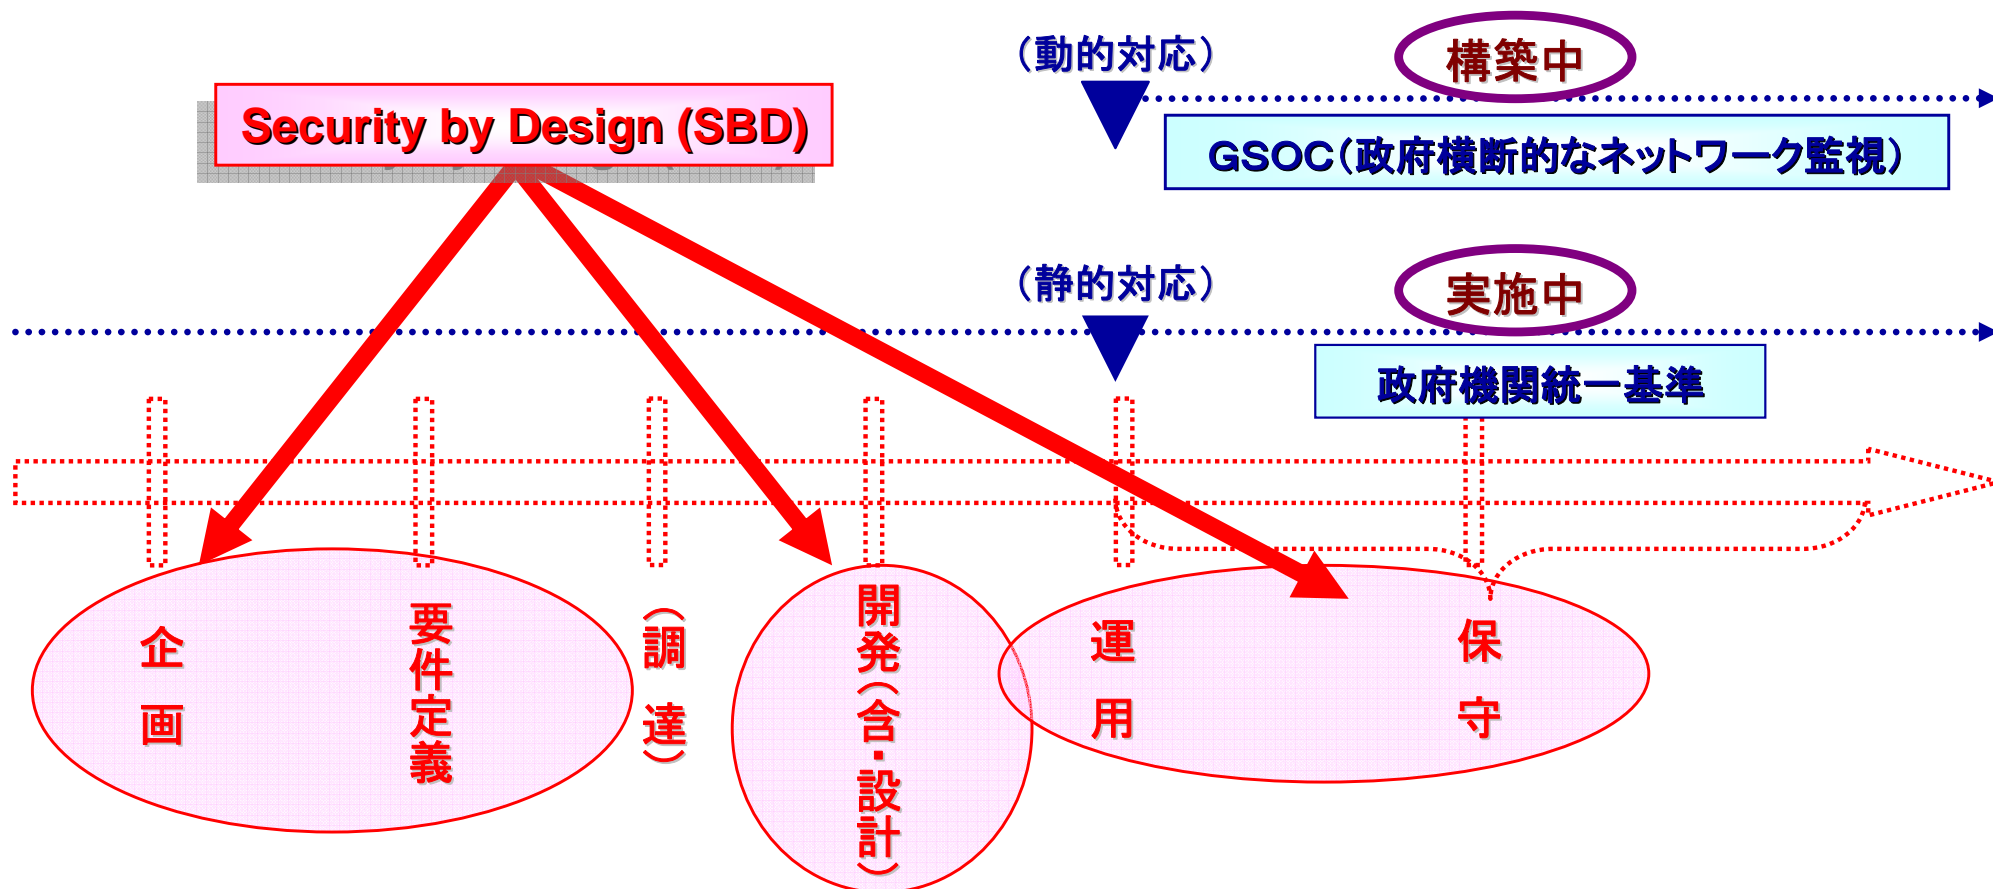 （動的対応）
構築中
Security by Design (SBD)
GSOC（政府横断的なネットワーク監視）
（静的対応）
実施中
政府機関統一基準
企画
要件定義
（調達）
開発（含・設計）
運用
保守